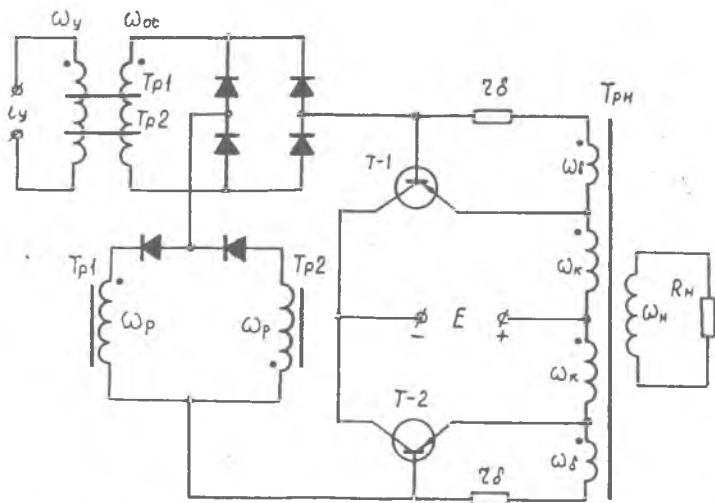 ωу ωос
Тр1
Тр2
iу
rб
Трн
ωб
Т-1
ωк
Rн
ωн
- Е +
Тр1
Тр2
ωр
ωр
ωк
Т-2
ωб
rб